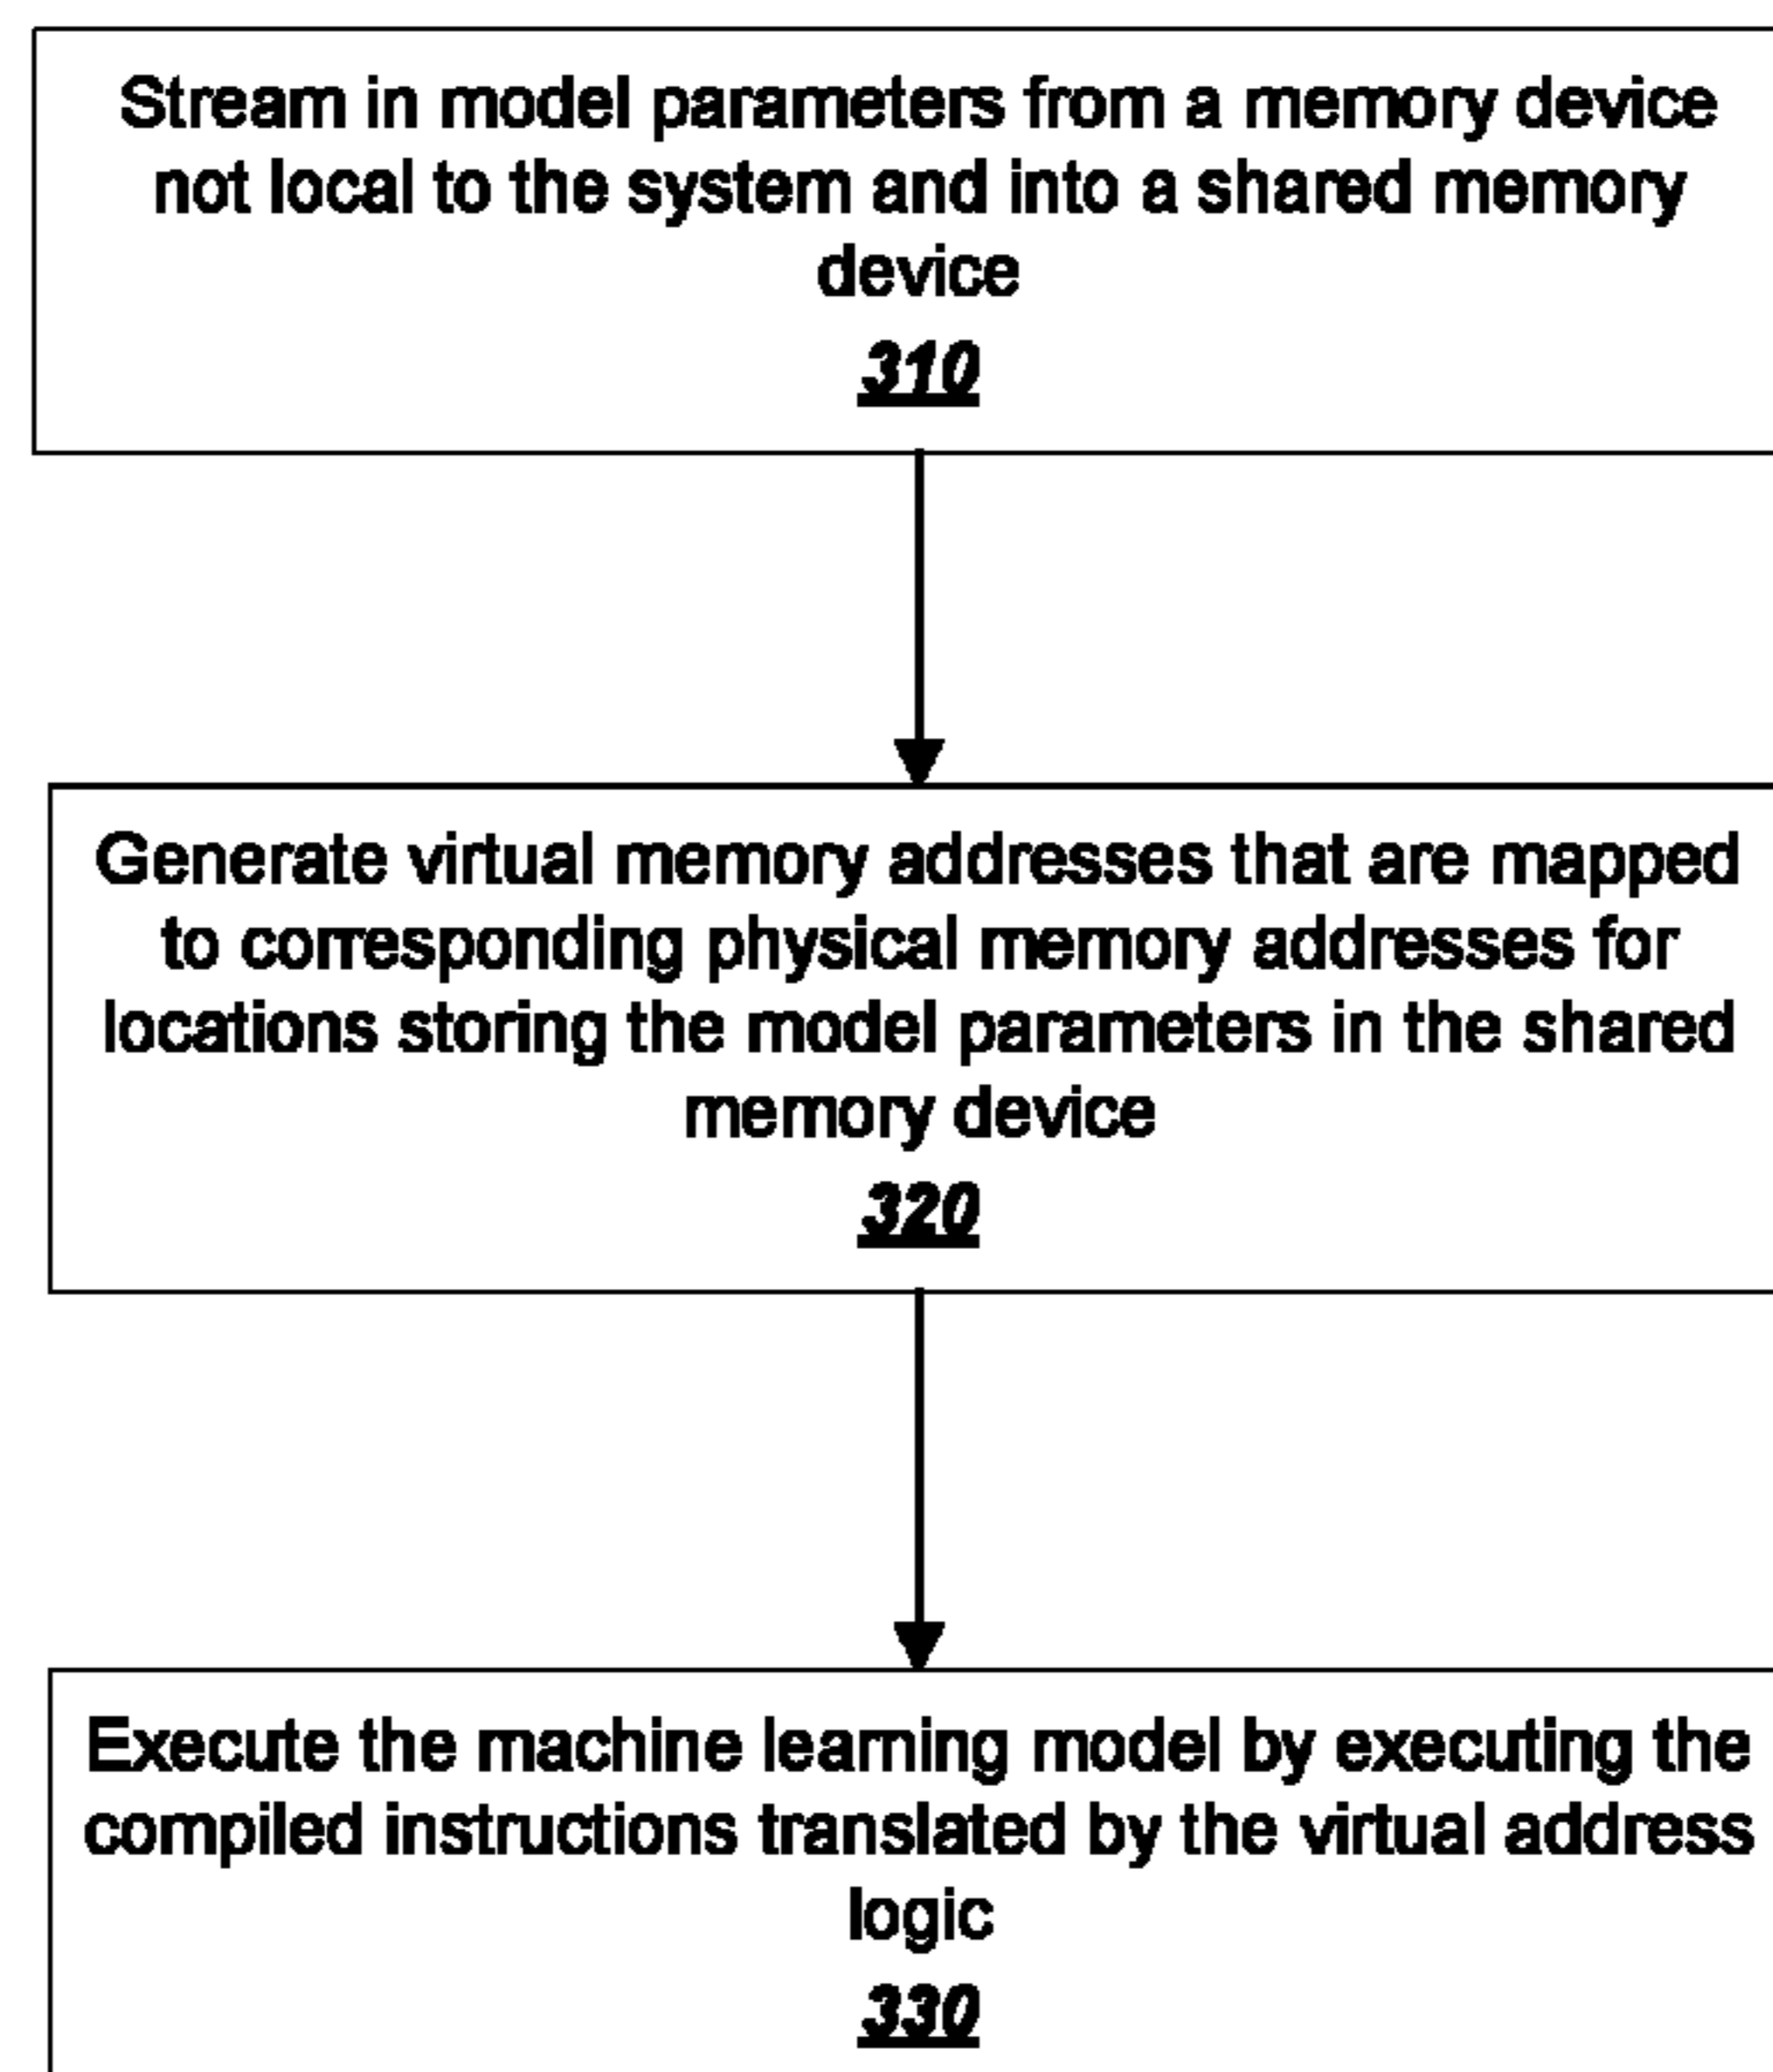 Stream in model parameters from a memory device
not local to the system and into a shared memory
device
310
Generate virtual memory addresses that are mapped
to corresponding physical memory addresses for
locations storing the model parameters in the shared
memory device
320
Execute the machine learning model by executing the
compiled instructions translated by the virtual address
logic
330